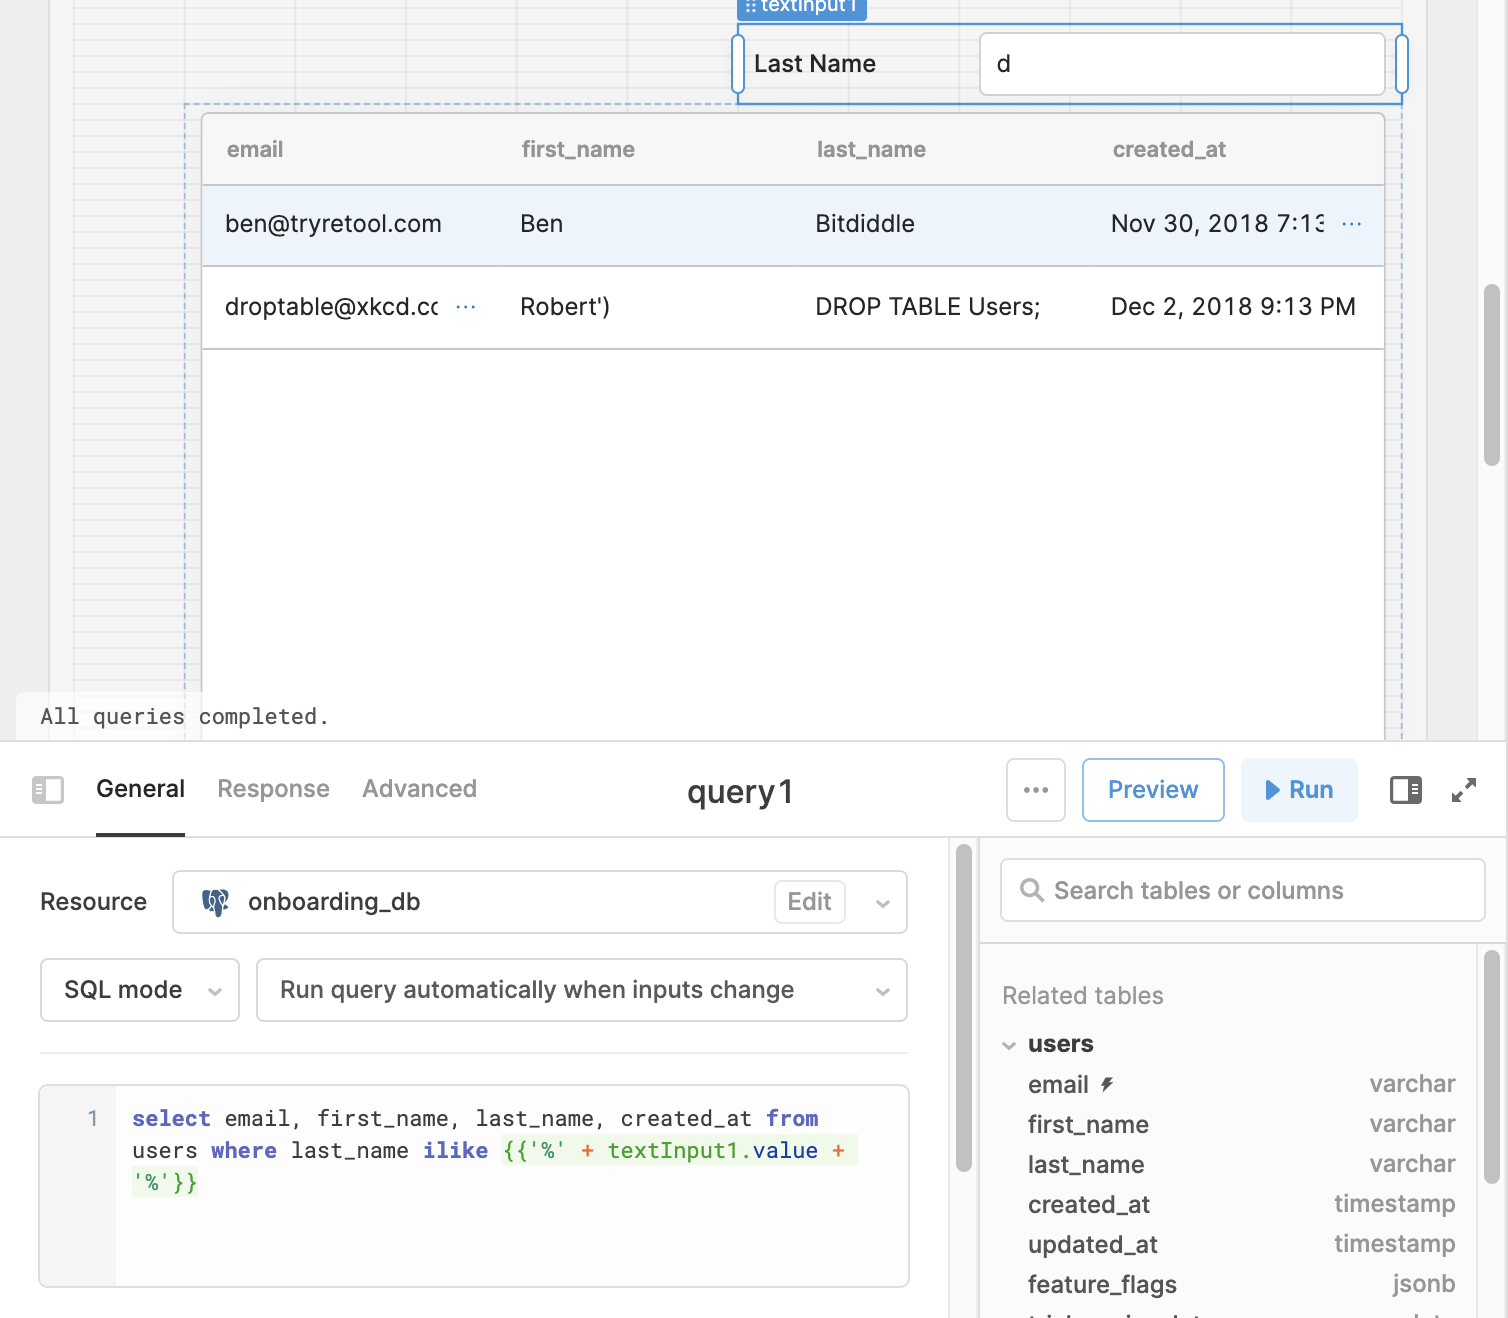 textInput1
Last Name d
email first_name last_name created_at
ben@tryretool.com Ben Bitdiddle Nov 30, 2018 7:13 ...
droptable@xkcd.cc ... Robert') DROP TABLE Users; Dec 2, 2018 9:13 PM
All queries completed.
General Response Advanced query1 ... Preview Run
Resource onboarding_db Edit
SQL mode Run query automatically when inputs change
1 select email, first_name, last_name, created_at from
users where last_name ilike {{'%' + textInput1.value +
'%'}}
Search tables or columns
Related tables
users
email varchar
first_name varchar
last_name varchar
created_at timestamp
updated_at timestamp
feature_flags jsonb